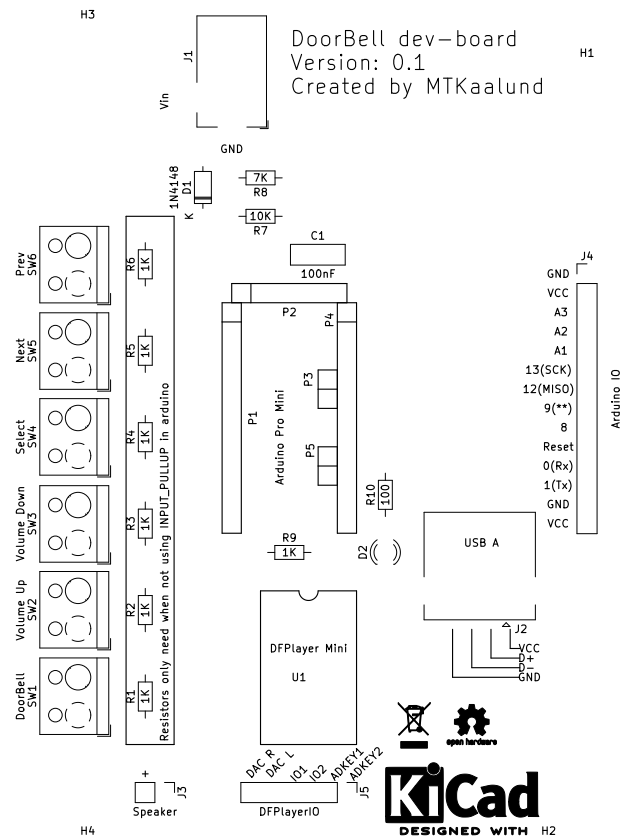 H3
DoorBell dev-board
Version: 0.1
Created by MTKaalund
H1
J1
Vin
GND
1N4148
D1
K
7K
R8
10K
R7
C1
100nF
Prev
SW6
R6
1K
Next
SW5
R5
1K
Select
SW4
R4
1K
Volume Down
SW3
R3
1K
Volume Up
SW2
R2
1K
DoorBell
SW1
R1
1K
Resistors only need when not using INPUT_PULLUP in arduino
P2
P4
P1
Arduino Pro Mini
P3
P5
R10
100
R9
1K
D2
J4
GND
VCC
A3
A2
A1
13(SCK)
12(MISO)
9(**)
8
Reset
0(Rx)
1(Tx)
GND
VCC
Arduino IO
USB A
J2
VCC
D+
D-
GND
DFPlayer Mini
U1
open hardware
+
J3
Speaker
DAC R
DAC L
IO1
IO2
ADKEY1
ADKEY2
J5
DFPlayerIO
KiCad
DESIGNED WITH
H4
H2